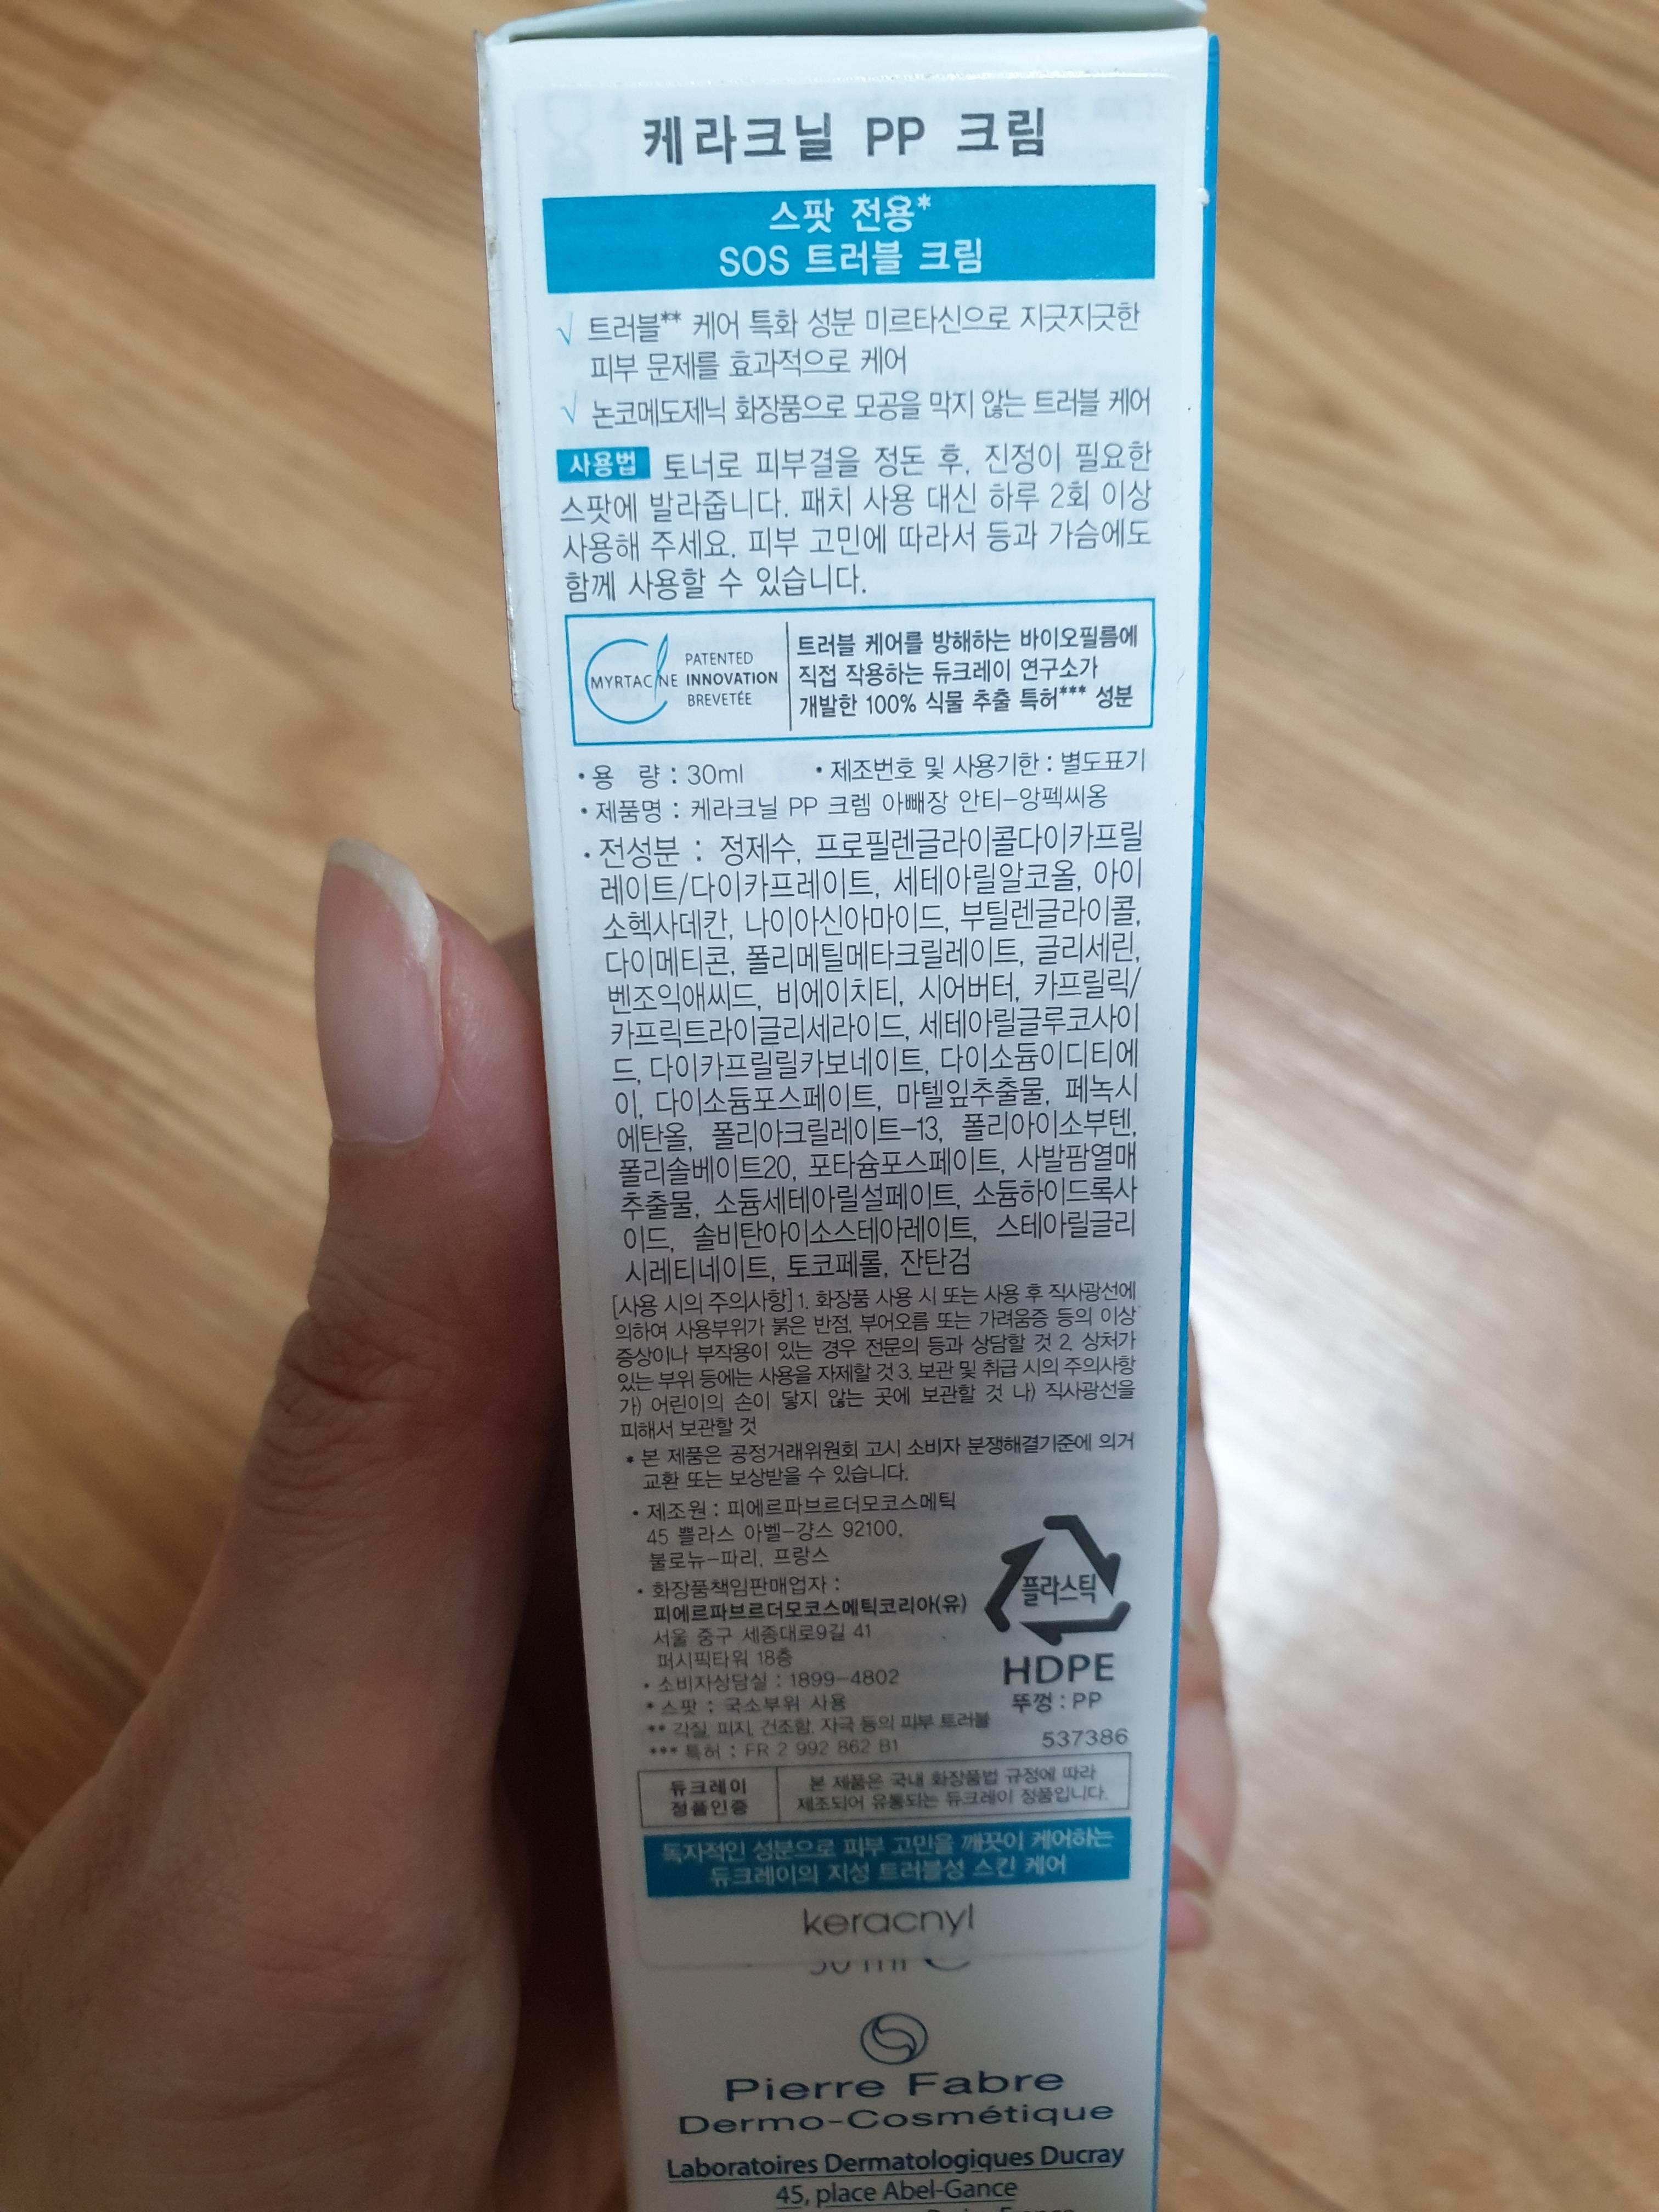 케라크닐 PP 크림
스팟 전용*
SOS 트러블 크림
√ 트러블** 케어 특화 성분 미르타신으로 지긋지긋한
피부 문제를 효과적으로 케어
√ 논코메도제닉 화장품으로 모공을 막지 않는 트러블 케어
사용법 토너로 피부결을 정돈 후, 진정이 필요한
스팟에 발라줍니다. 패치 사용 대신 하루 2회 이상
사용해 주세요. 피부 고민에 따라서 등과 가슴에도
함께 사용할 수 있습니다.
MYRTACINE
PATENTED
INNOVATION
BREVETÉE
트러블 케어를 방해하는 바이오필름에
직접 작용하는 듀크레이 연구소가
개발한 100% 식물 추출 특허*** 성분
•용 량 : 30ml •제조번호 및 사용기한 : 별도표기
•제품명 : 케라크닐 PP 크렘 아빼장 안티-앙펙씨옹
•전성분 : 정제수, 프로필렌글라이콜다이카프릴
레이트/다이카프레이트, 세테아릴알코올, 아이
소헥사데칸, 나이아신아마이드, 부틸렌글라이콜,
다이메티콘, 폴리메틸메타크릴레이트, 글리세린,
벤조익애씨드, 비에이치티, 시어버터, 카프릴릭/
카프릭트라이글리세라이드, 세테아릴글루코사이
드, 다이카프릴릴카보네이트, 다이소듐이디티에
이, 다이소듐포스페이트, 마텔잎추출물, 페녹시
에탄올, 폴리아크릴레이트-13, 폴리아이소부텐,
폴리솔베이트20, 포타슘포스페이트, 사발팜열매
추출물, 소듐세테아릴설페이트, 소듐하이드록사
이드, 솔비탄아이소스테아레이트, 스테아릴글리
시레티네이트, 토코페롤, 잔탄검
[사용 시의 주의사항] 1. 화장품 사용 시 또는 사용 후 직사광선에
의하여 사용부위가 붉은 반점, 부어오름 또는 가려움증 등의 이상
증상이나 부작용이 있는 경우 전문의 등과 상담할 것 2. 상처가
있는 부위 등에는 사용을 자제할 것 3. 보관 및 취급 시의 주의사항
가) 어린이의 손이 닿지 않는 곳에 보관할 것 나) 직사광선을
피해서 보관할 것
* 본 제품은 공정거래위원회 고시 소비자 분쟁해결기준에 의거
교환 또는 보상받을 수 있습니다.
•제조원 : 피에르파브르더모코스메틱
45 쁠라스 아벨-걍스 92100,
불로뉴-파리, 프랑스
•화장품책임판매업자 :
피에르파브르더모코스메틱코리아(유)
서울 중구 세종대로9길 41
퍼시픽타워 18층
•소비자상담실 : 1899-4802
* 스팟 : 국소부위 사용
** 각질, 피지, 건조함, 자극 등의 피부 트러블
*** 특허 : FR 2 992 862 B1
플라스틱
HDPE
뚜껑 : PP
537386
듀크레이
정품인증
본 제품은 국내 화장품법 규정에 따라
제조되어 유통되는 듀크레이 정품입니다.
독자적인 성분으로 피부 고민을 깨끗이 케어하는
듀크레이의 지성 트러블성 스킨 케어
keracnyl
Pierre Fabre
Dermo-Cosmétique
Laboratoires Dermatologiques Ducray
45, place Abel-Gance